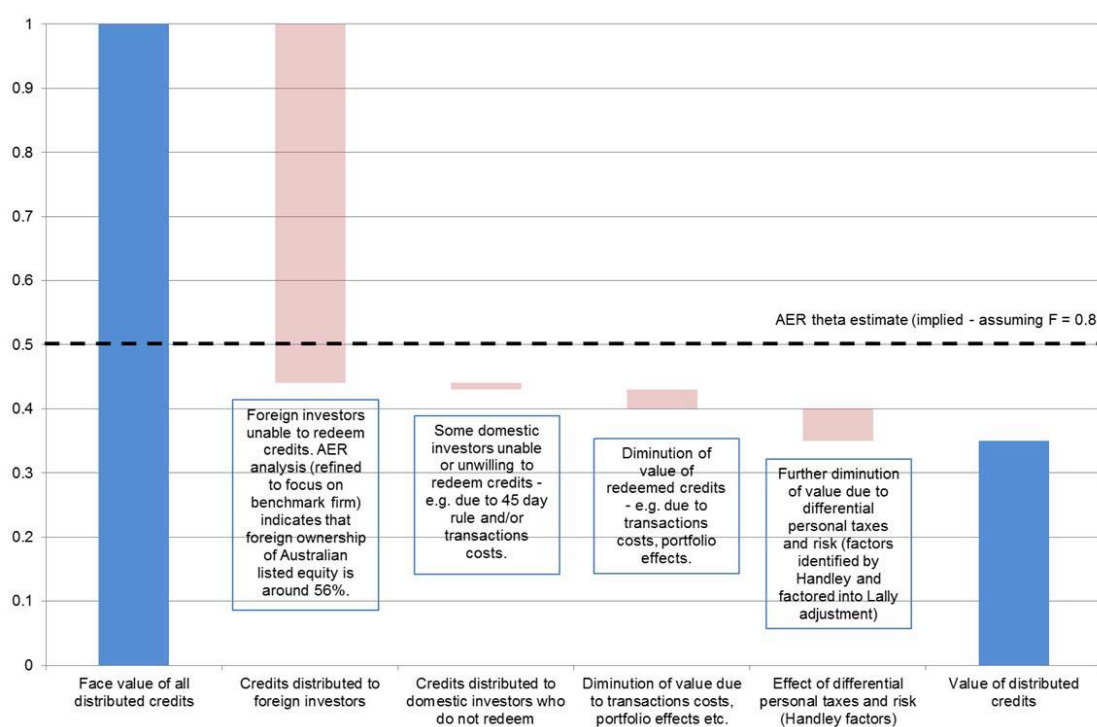 1
0.9
0.8
0.7
0.6
AER theta estimate (implied - assuming F = 0.8
0.5
0.4
0.3
0.2
0.1
0
Foreign investors
unable to redeem
credits. AER
analysis (refined
to focus on
benchmark firm)
indicates that
foreign ownership
of Australian
listed equity is
around 56%.
Some domestic
investors unable
or unwilling to
redeem credits -
e.g. due to 45 day
rule and/or
transactions
costs.
Diminution of
value of
redeemed credits
- e.g. due to
transactions
costs, portfolio
effects.
Further diminution
of value due to
differential
personal taxes
and risk (factors
identified by
Handley and
factored into Lally
adjustment)
Face value of all
distributed credits
Credits distributed to
foreign investors
Credits distributed to
domestic investors who
do not redeem
Diminution of value due
to transactions costs,
portfolio effects etc.
Effect of differential
personal taxes and risk
(Handley factors)
Value of distributed
credits